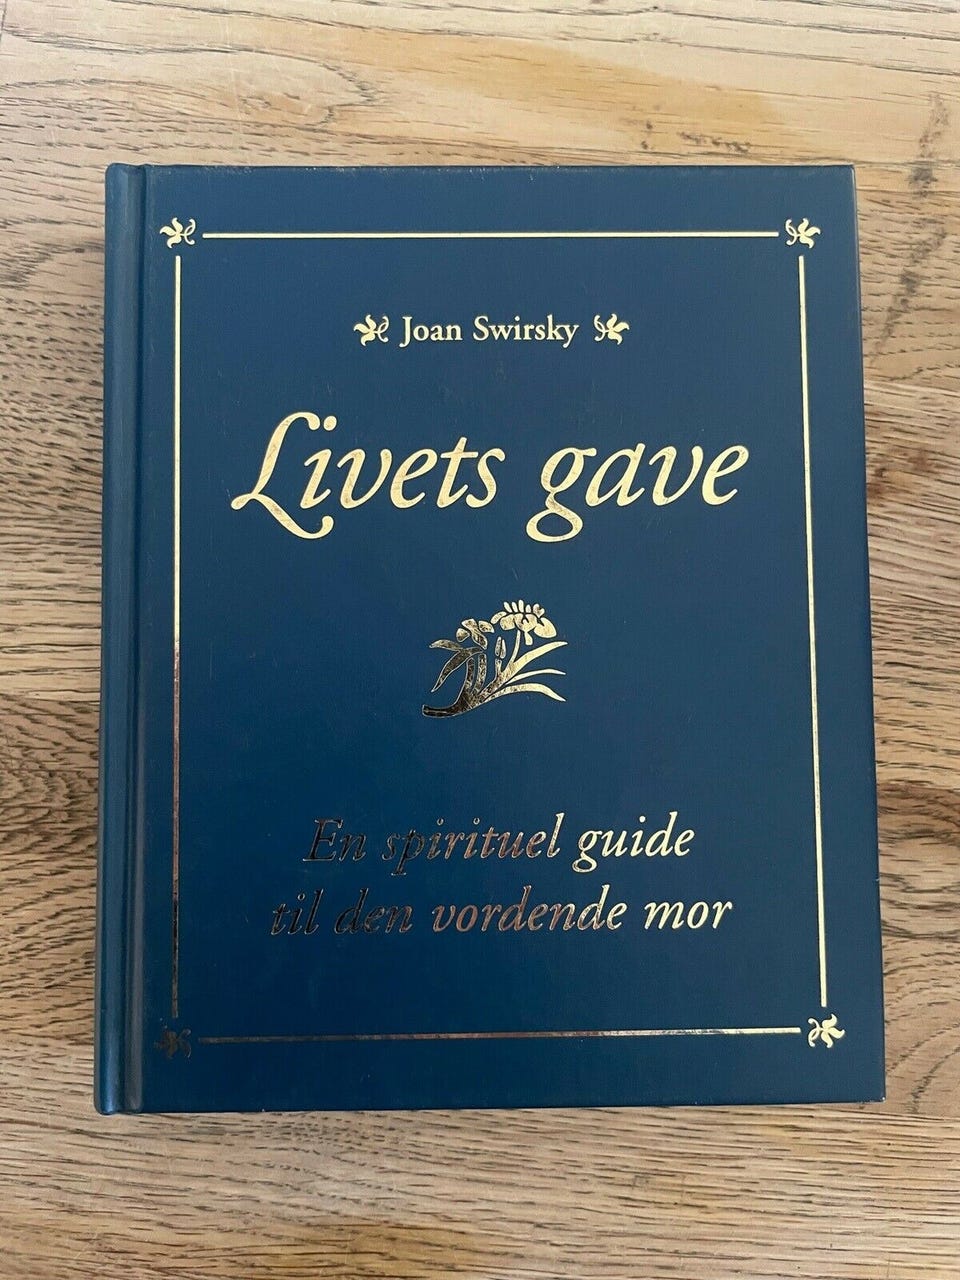 Joan Swirsky
Livets gave
En spirituel guide
til den vordende mor